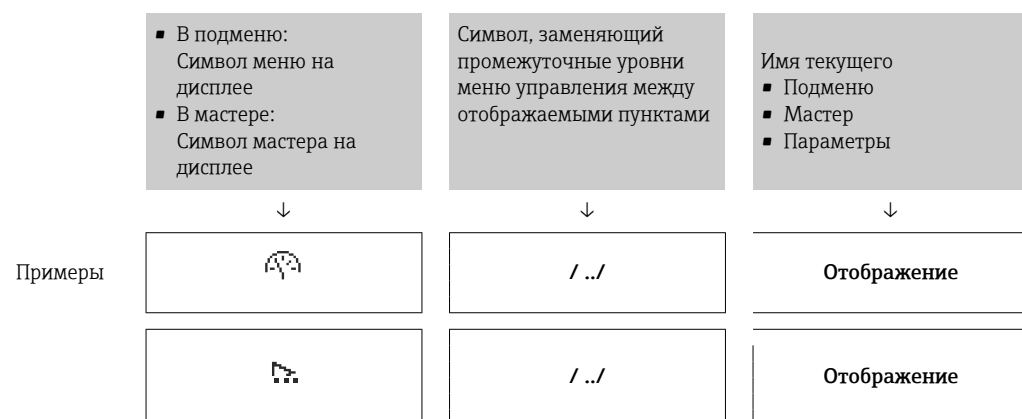 ▪ В подменю:
Символ меню на
дисплее
▪ В мастере:
Символ мастера на
дисплее
Символ, заменяющий
промежуточные уровни
меню управления между
отображаемыми пунктами
Имя текущего
▪ Подменю
▪ Мастер
▪ Параметры
↓ ↓ ↓
Примеры / ../ Отображение
/ ../ Отображение